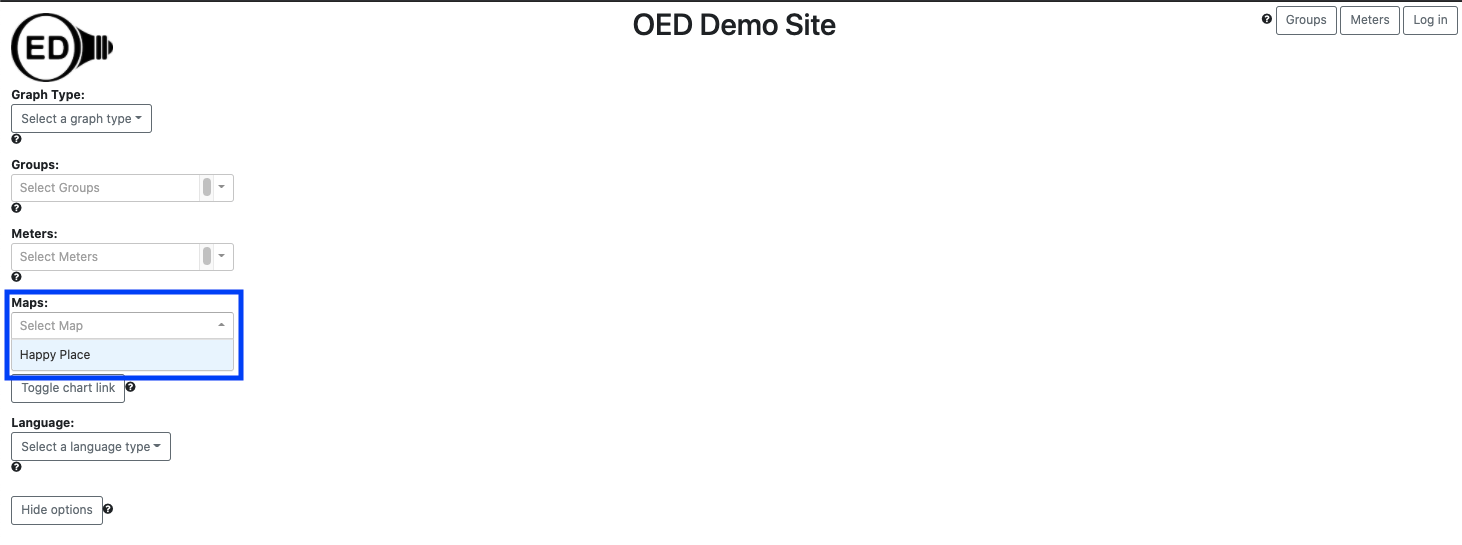 OED Demo Site
Groups
Meters
Log in
ED
Graph Type:
Select a graph type
Groups:
Select Groups
Meters:
Select Meters
Maps:
Select Map
Happy Place
Toggle chart link
Language:
Select a language type
Hide options